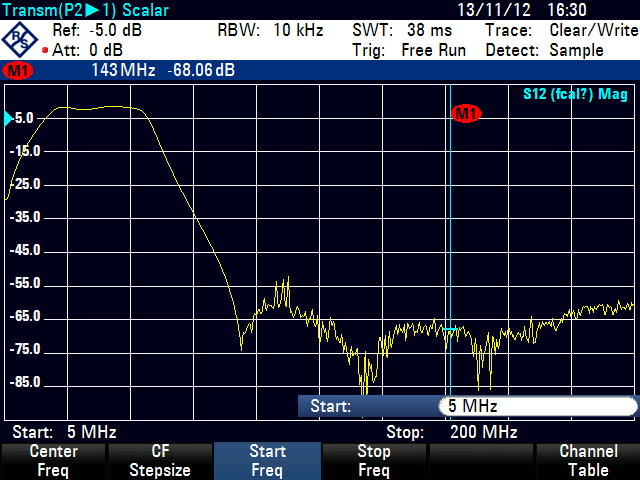 Transm(P2▶1) Scalar 13/11/12 16:30
Ref: -5.0 dB RBW: 10 kHz SWT: 38 ms Trace: Clear/Write
Att: 0 dB Trig: Free Run Detect: Sample
R&S
M1 143 MHz -68.06 dB
S12 (fcal?) Mag
M1
-5.0
-15.0
-25.0
-35.0
-45.0
-55.0
-65.0
-75.0
-85.0
Start: 5 MHz
Start: 5 MHz Stop: 200 MHz
Center Freq CF Stepsize Start Freq Stop Freq Channel Table